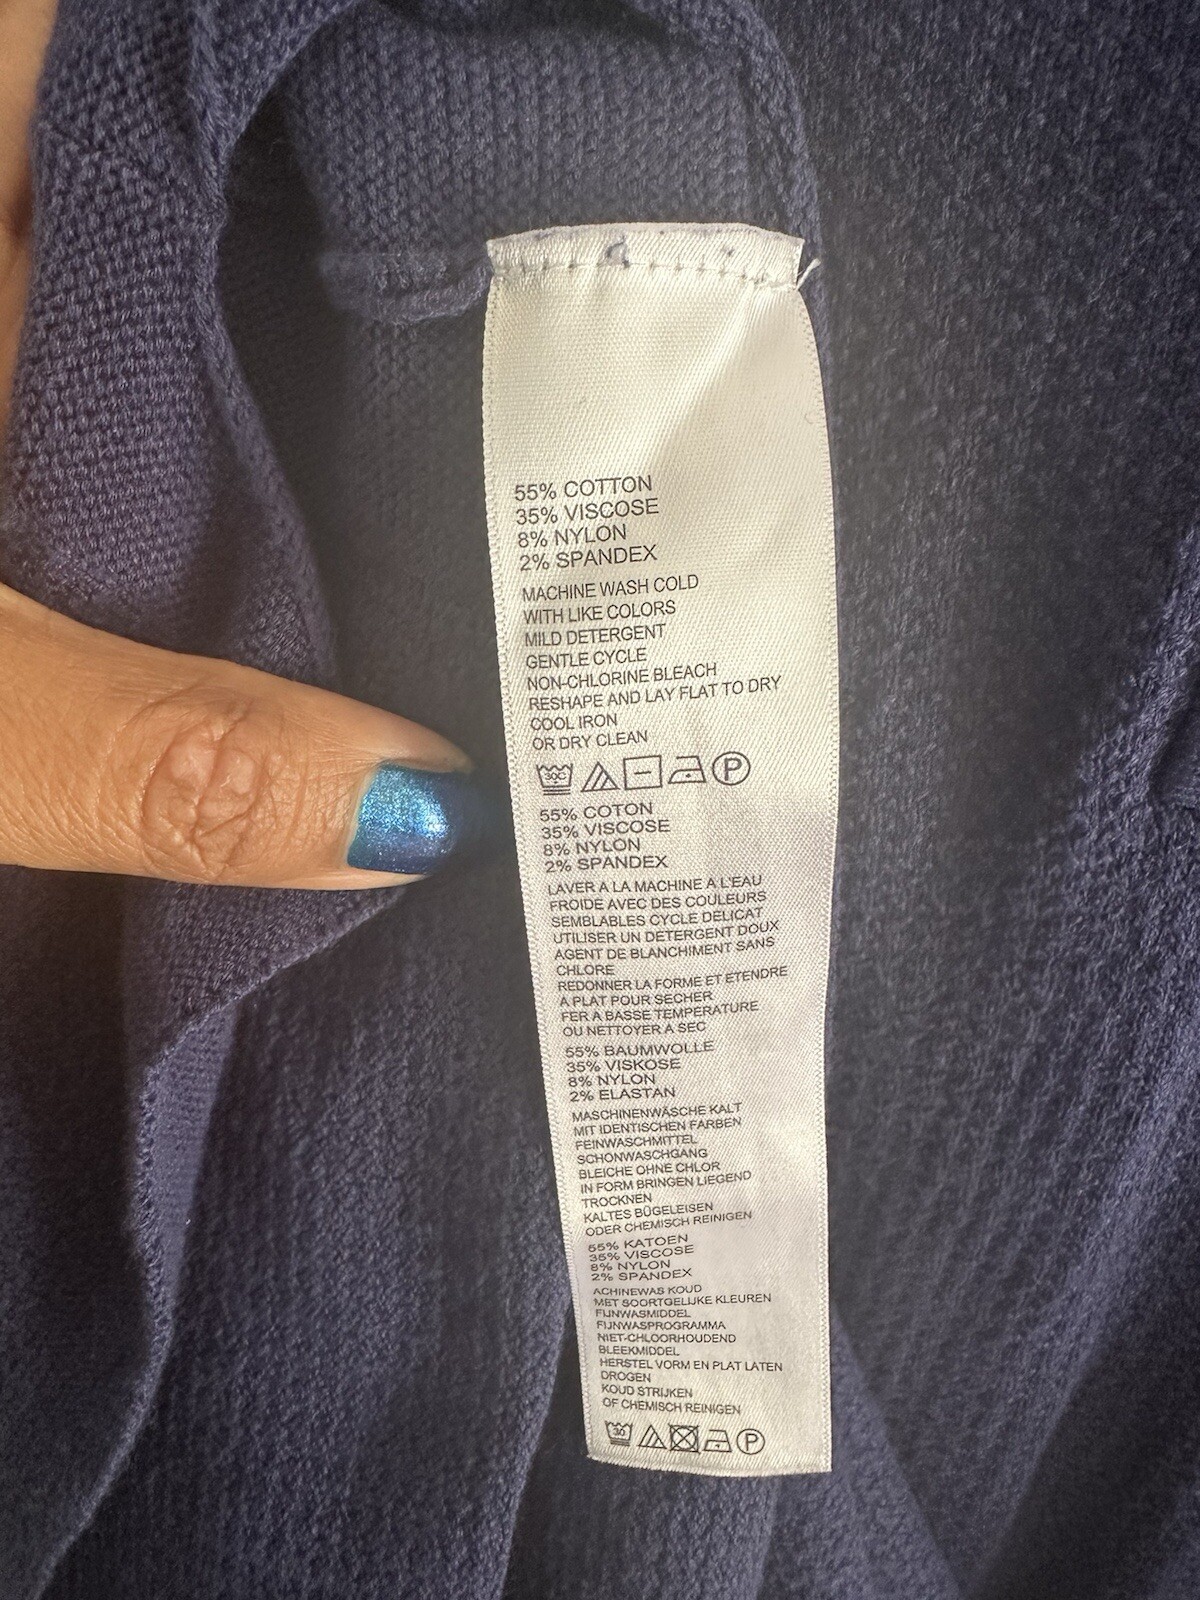 55% COTTON
35% VISCOSE
8% NYLON
2% SPANDEX
MACHINE WASH COLD
WITH LIKE COLORS
MILD DETERGENT
GENTLE CYCLE
NON-CHLORINE BLEACH
RESHAPE AND LAY FLAT TO DRY
COOL IRON
OR DRY CLEAN
30C P
55% COTON
35% VISCOSE
8% NYLON
2% SPANDEX
LAVER A LA MACHINE A L'EAU
FROIDE AVEC DES COULEURS
SEMBLABLES CYCLE DELICAT
UTILISER UN DETERGENT DOUX
AGENT DE BLANCHIMENT SANS
CHLORE
REDONNER LA FORME ET ETENDRE
A PLAT POUR SECHER
FER A BASSE TEMPERATURE
OU NETTOYER A SEC
55% BAUMWOLLE
35% VISKOSE
8% NYLON
2% ELASTAN
MASCHINENWÄSCHE KALT
MIT IDENTISCHEN FARBEN
FEINWASCHMITTEL
SCHONWASCHGANG
BLEICHE OHNE CHLOR
IN FORM BRINGEN LIEGEND
TROCKNEN
KALTES BÜGELEISEN
ODER CHEMISCH REINIGEN
55% KATOEN
35% VISCOSE
8% NYLON
2% SPANDEX
ACHINEWAS KOUD
MET SOORTGELIJKE KLEUREN
FIJNWASMIDDEL
FIJNWASPROGRAMMA
NIET-CHLOORHOUDEND
BLEEKMIDDEL
HERSTEL VORM EN PLAT LATEN
DROGEN
KOUD STRIJKEN
OF CHEMISCH REINIGEN
30 P